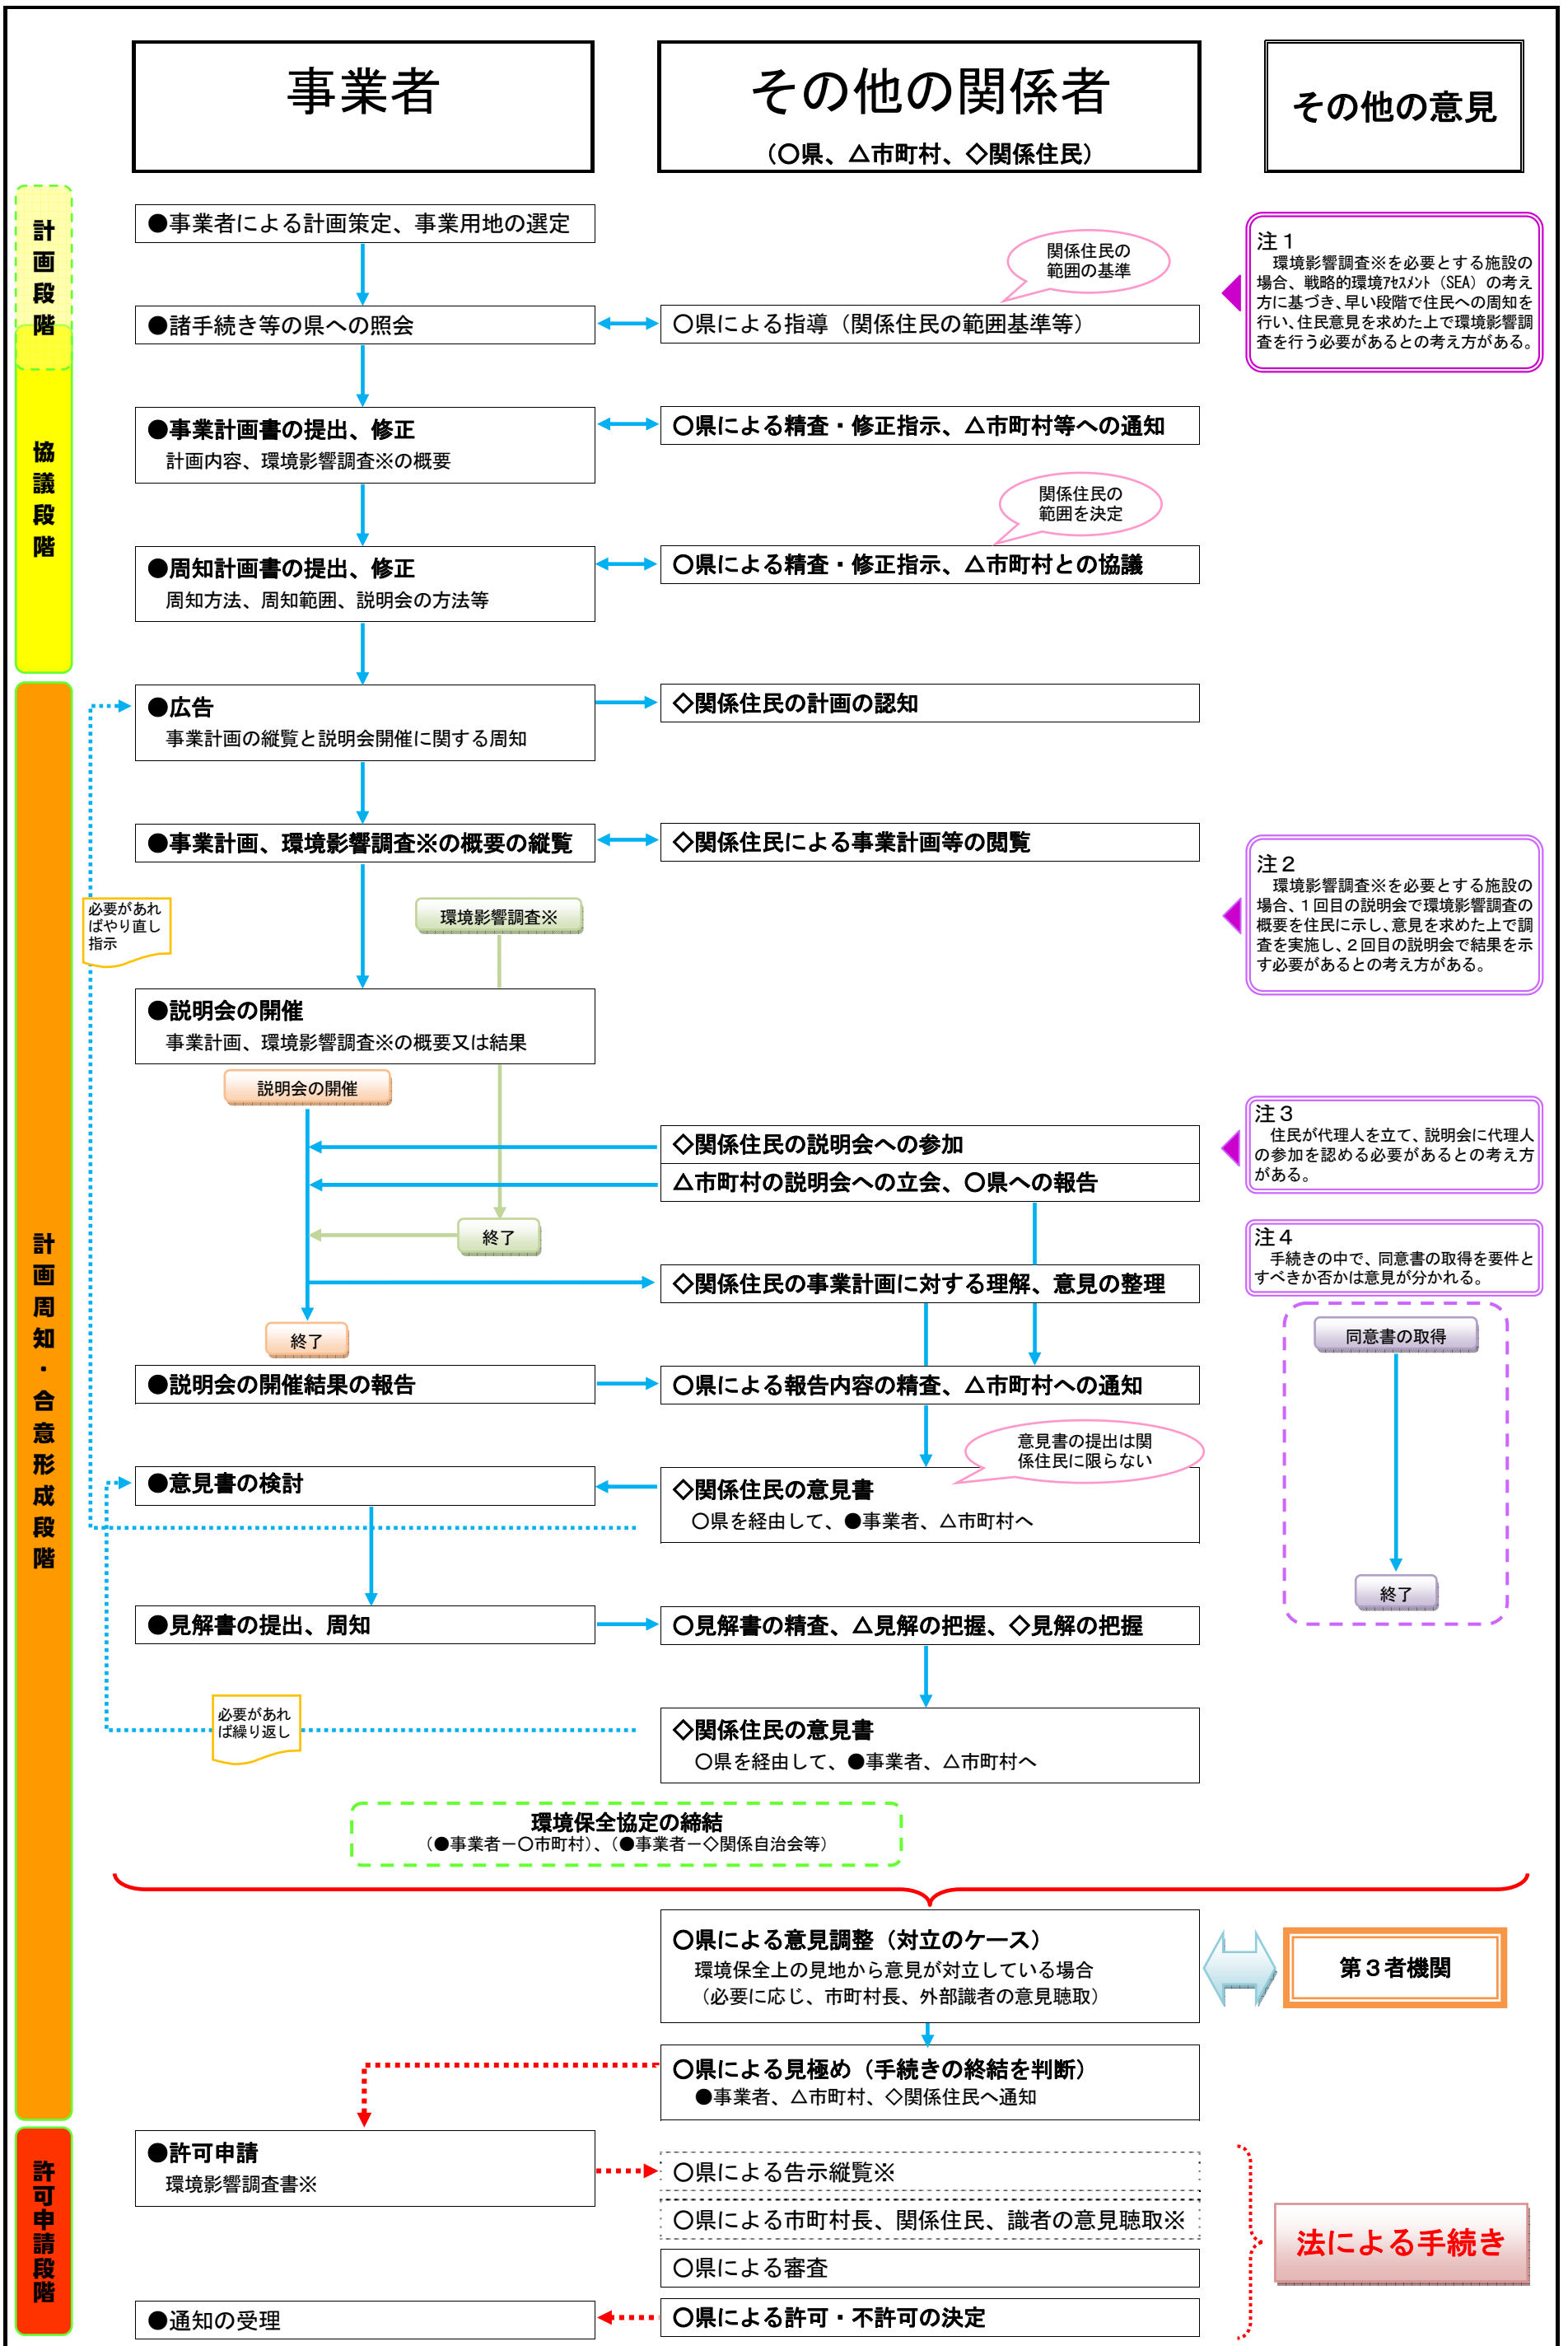 事業者
その他の関係者
（○県、△市町村、◇関係住民）
その他の意見
計画段階
協議段階
計画周知・合意形成段階
許可申請段階
●事業者による計画策定、事業用地の選定
関係住民の
範囲の基準
●諸手続き等の県への照会
○県による指導（関係住民の範囲基準等）
注１
環境影響調査※を必要とする施設の
場合、戦略的環境ｱｾｽﾒﾝﾄ（SEA）の考え
方に基づき、早い段階で住民への周知を
行い、住民意見を求めた上で環境影響調
査を行う必要があるとの考え方がある。
●事業計画書の提出、修正
計画内容、環境影響調査※の概要
○県による精査・修正指示、△市町村等への通知
関係住民の
範囲を決定
●周知計画書の提出、修正
周知方法、周知範囲、説明会の方法等
○県による精査・修正指示、△市町村との協議
●広告
事業計画の縦覧と説明会開催に関する周知
◇関係住民の計画の認知
●事業計画、環境影響調査※の概要の縦覧
◇関係住民による事業計画等の閲覧
必要があれ
ばやり直し
指示
環境影響調査※
注２
環境影響調査※を必要とする施設の
場合、１回目の説明会で環境影響調査の
概要を住民に示し、意見を求めた上で調
査を実施し、２回目の説明会で結果を示
す必要があるとの考え方がある。
●説明会の開催
事業計画、環境影響調査※の概要又は結果
説明会の開催
◇関係住民の説明会への参加
△市町村の説明会への立会、○県への報告
注３
住民が代理人を立て、説明会に代理人
の参加を認める必要があるとの考え方
がある。
終了
注４
手続きの中で、同意書の取得を要件と
すべきか否かは意見が分かれる。
◇関係住民の事業計画に対する理解、意見の整理
終了
同意書の取得
●説明会の開催結果の報告
○県による報告内容の精査、△市町村への通知
意見書の提出は関
係住民に限らない
●意見書の検討
◇関係住民の意見書
○県を経由して、●事業者、△市町村へ
終了
●見解書の提出、周知
○見解書の精査、△見解の把握、◇見解の把握
必要があれ
ば繰り返し
◇関係住民の意見書
○県を経由して、●事業者、△市町村へ
環境保全協定の締結
（●事業者－○市町村）、（●事業者－◇関係自治会等）
○県による意見調整（対立のケース）
環境保全上の見地から意見が対立している場合
（必要に応じ、市町村長、外部識者の意見聴取）
第３者機関
○県による見極め（手続きの終結を判断）
●事業者、△市町村、◇関係住民へ通知
●許可申請
環境影響調査書※
○県による告示縦覧※
○県による市町村長、関係住民、識者の意見聴取※
法による手続き
○県による審査
●通知の受理
○県による許可・不許可の決定